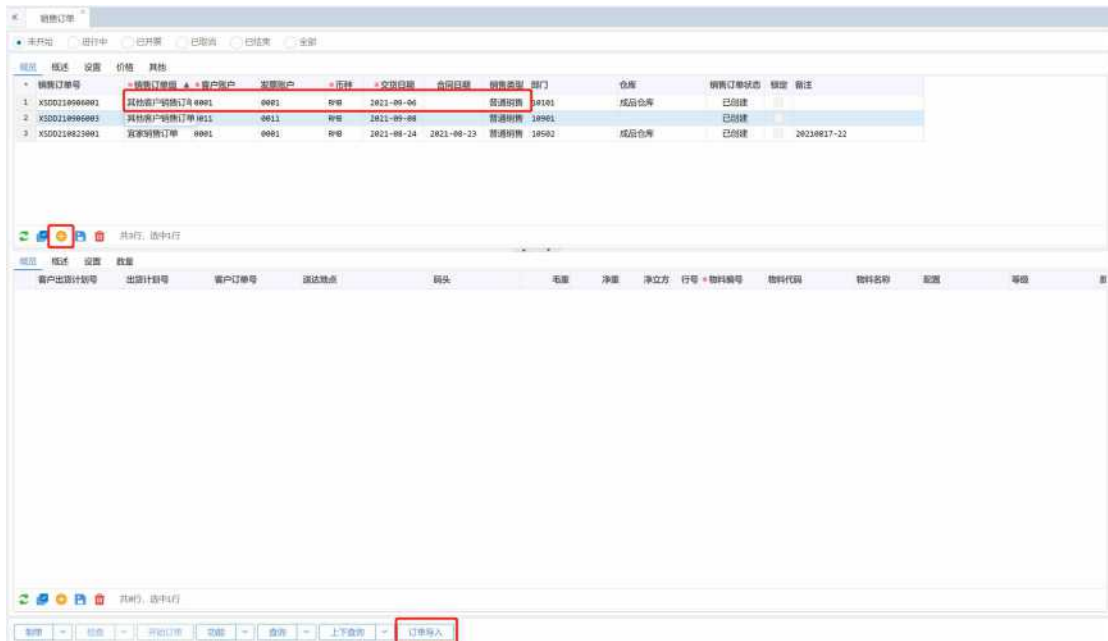 销售订单 ×
未开始 进行中 已开票 已取消 已结束 全部
概览 概述 设置 价格 其他
销售订单号 *销售订单组 ▲ *客户账户 发票账户 *币种 *交货日期 合同日期 销售类型 部门 仓库 销售订单状态 锁定 备注
1 XSDD210906001 其他客户销售订单 0001 0001 RMB 2021-09-06 普通销售 10101 成品仓库 已创建
2 XSDD210906003 其他客户销售订单 0011 0011 RMB 2021-09-08 普通销售 10901 已创建
3 XSDD210823001 宜家销售订单 0001 0001 RMB 2021-08-24 2021-08-23 普通销售 10502 成品仓库 已创建 20210817-22
共3行, 选中1行
概览 概述 设置 数量
客户出货计划号 出货计划号 客户订单号 送达地点 码头 毛重 净重 净立方 行号 *物料编号 物料代码 物料名称 配置 等级
共0行, 选中1行
制单 检查 开始订单 功能 查询 上下查询 订单导入